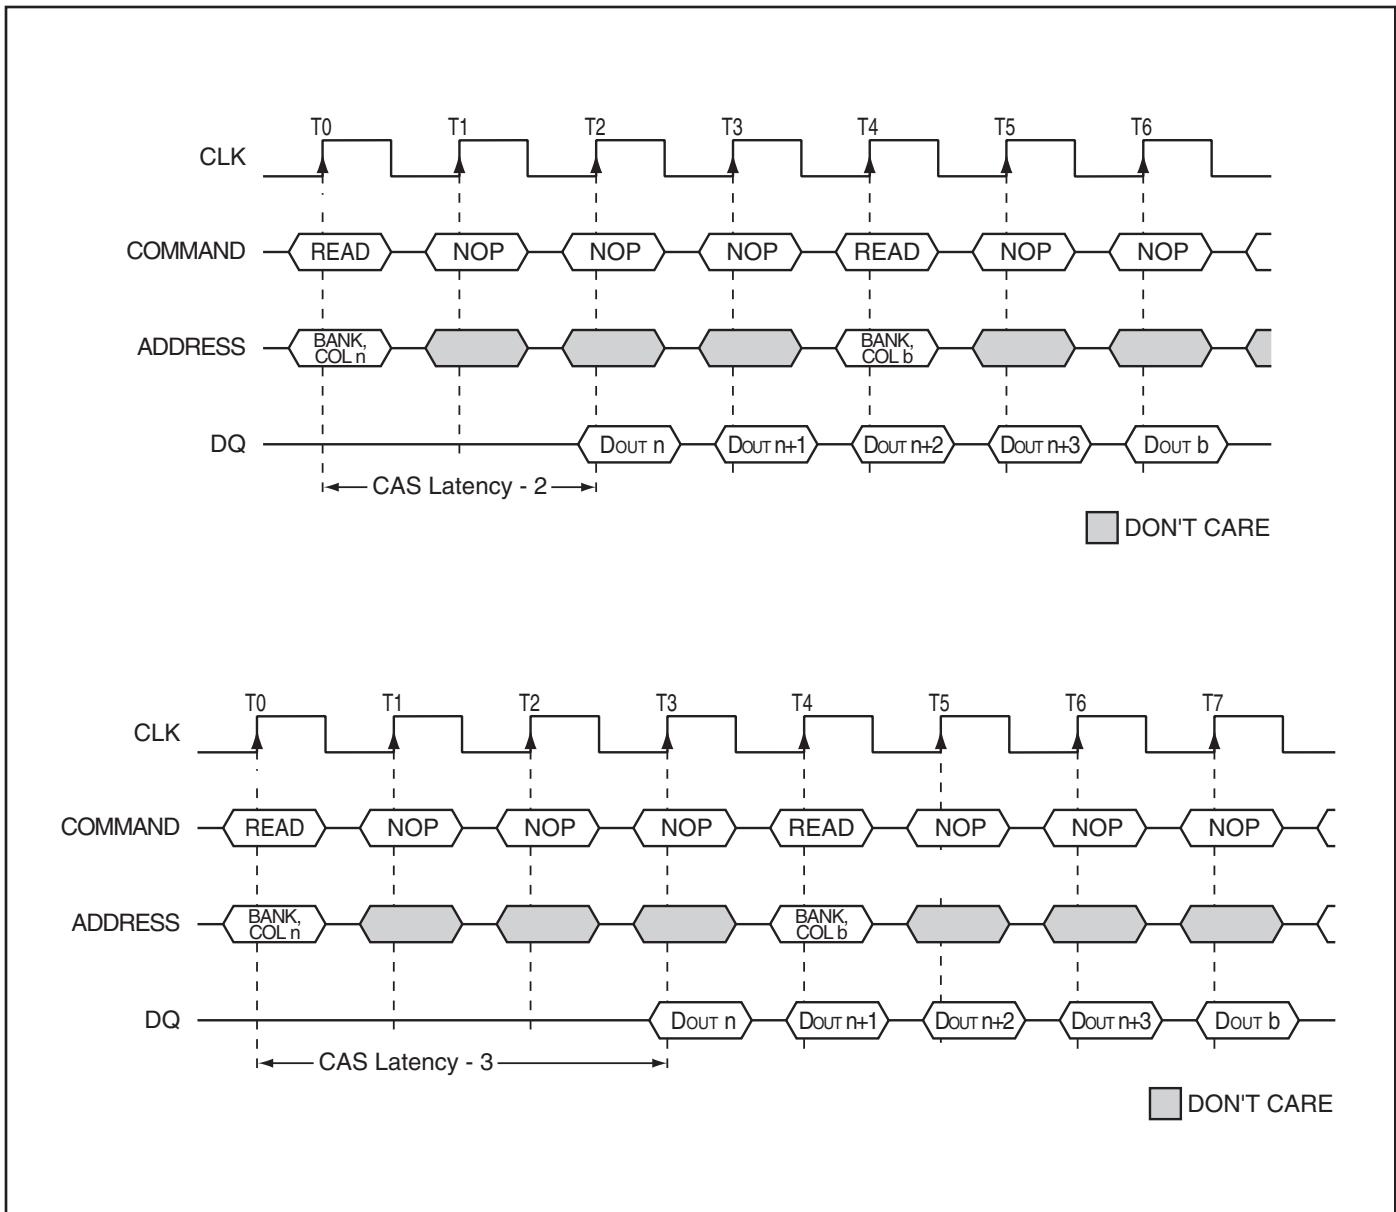 T0 T1 T2 T3 T4 T5 T6
CLK
COMMAND READ NOP NOP NOP READ NOP NOP
ADDRESS BANK, COL n BANK, COL b
DQ DOUT n DOUT n+1 DOUT n+2 DOUT n+3 DOUT b
CAS Latency - 2
DON'T CARE
T0 T1 T2 T3 T4 T5 T6 T7
CLK
COMMAND READ NOP NOP NOP READ NOP NOP NOP
ADDRESS BANK, COL n BANK, COL b
DQ DOUT n DOUT n+1 DOUT n+2 DOUT n+3 DOUT b
CAS Latency - 3
DON'T CARE